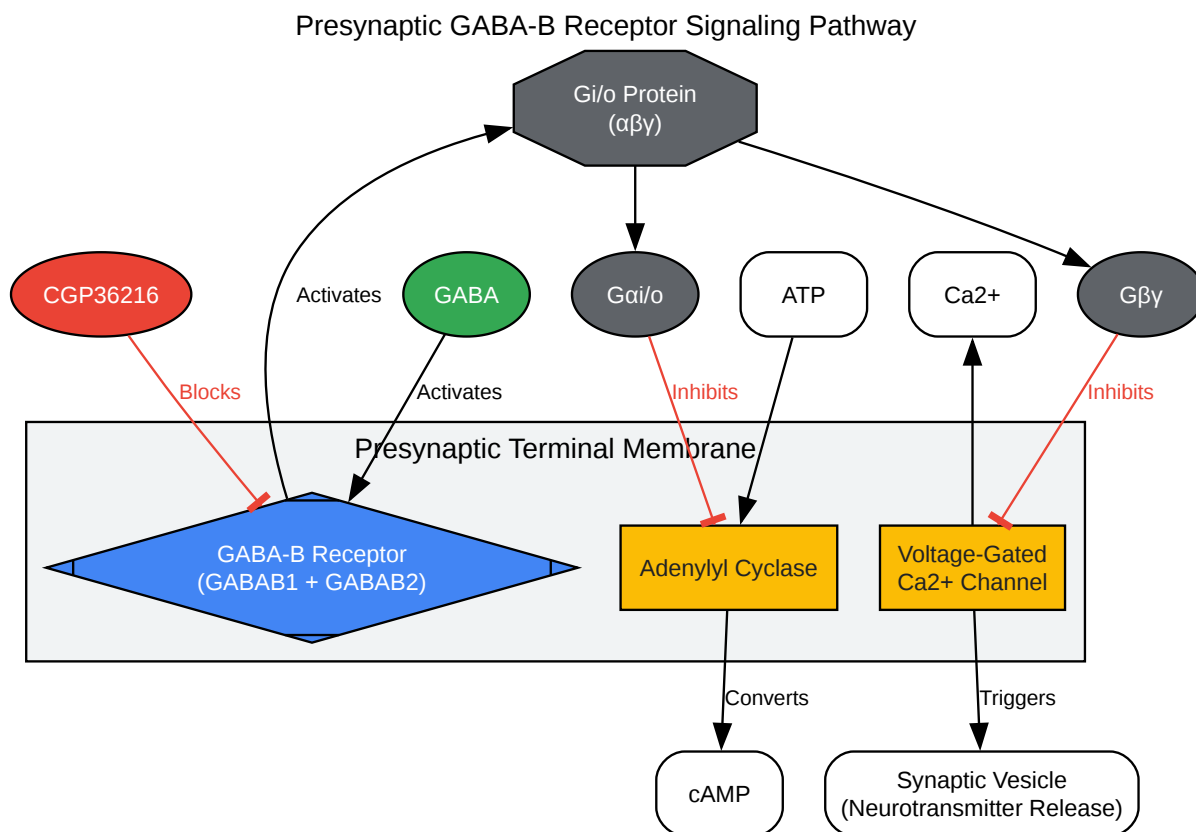 Presynaptic GABA-B Receptor Signaling Pathway
Gi/o Protein
(αβγ)
CGP36216
Activates
GABA
Gαi/o
ATP
Ca2+
Gβγ
Blocks
Activates
Inhibits
Inhibits
Presynaptic Terminal Membrane
GABA-B Receptor
(GABAB1 + GABAB2)
Adenylyl Cyclase
Voltage-Gated
Ca2+ Channel
Converts
Triggers
cAMP
Synaptic Vesicle
(Neurotransmitter Release)